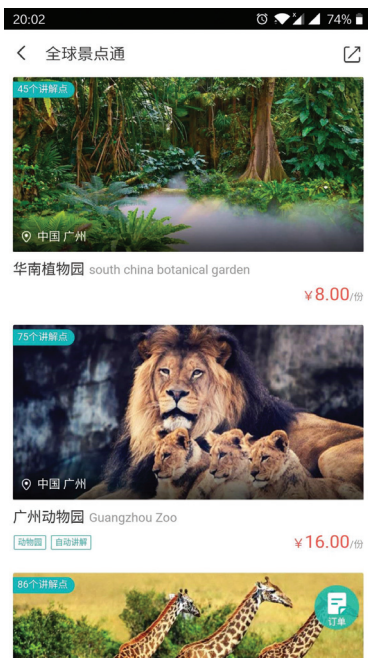 20:02
74%
全球景点通
45个讲解点
中国 广州
华南植物园 south china botanical garden
¥8.00/份
75个讲解点
中国 广州
广州动物园 Guangzhou Zoo
动物园 自动讲解
¥16.00/份
86个讲解点
订单